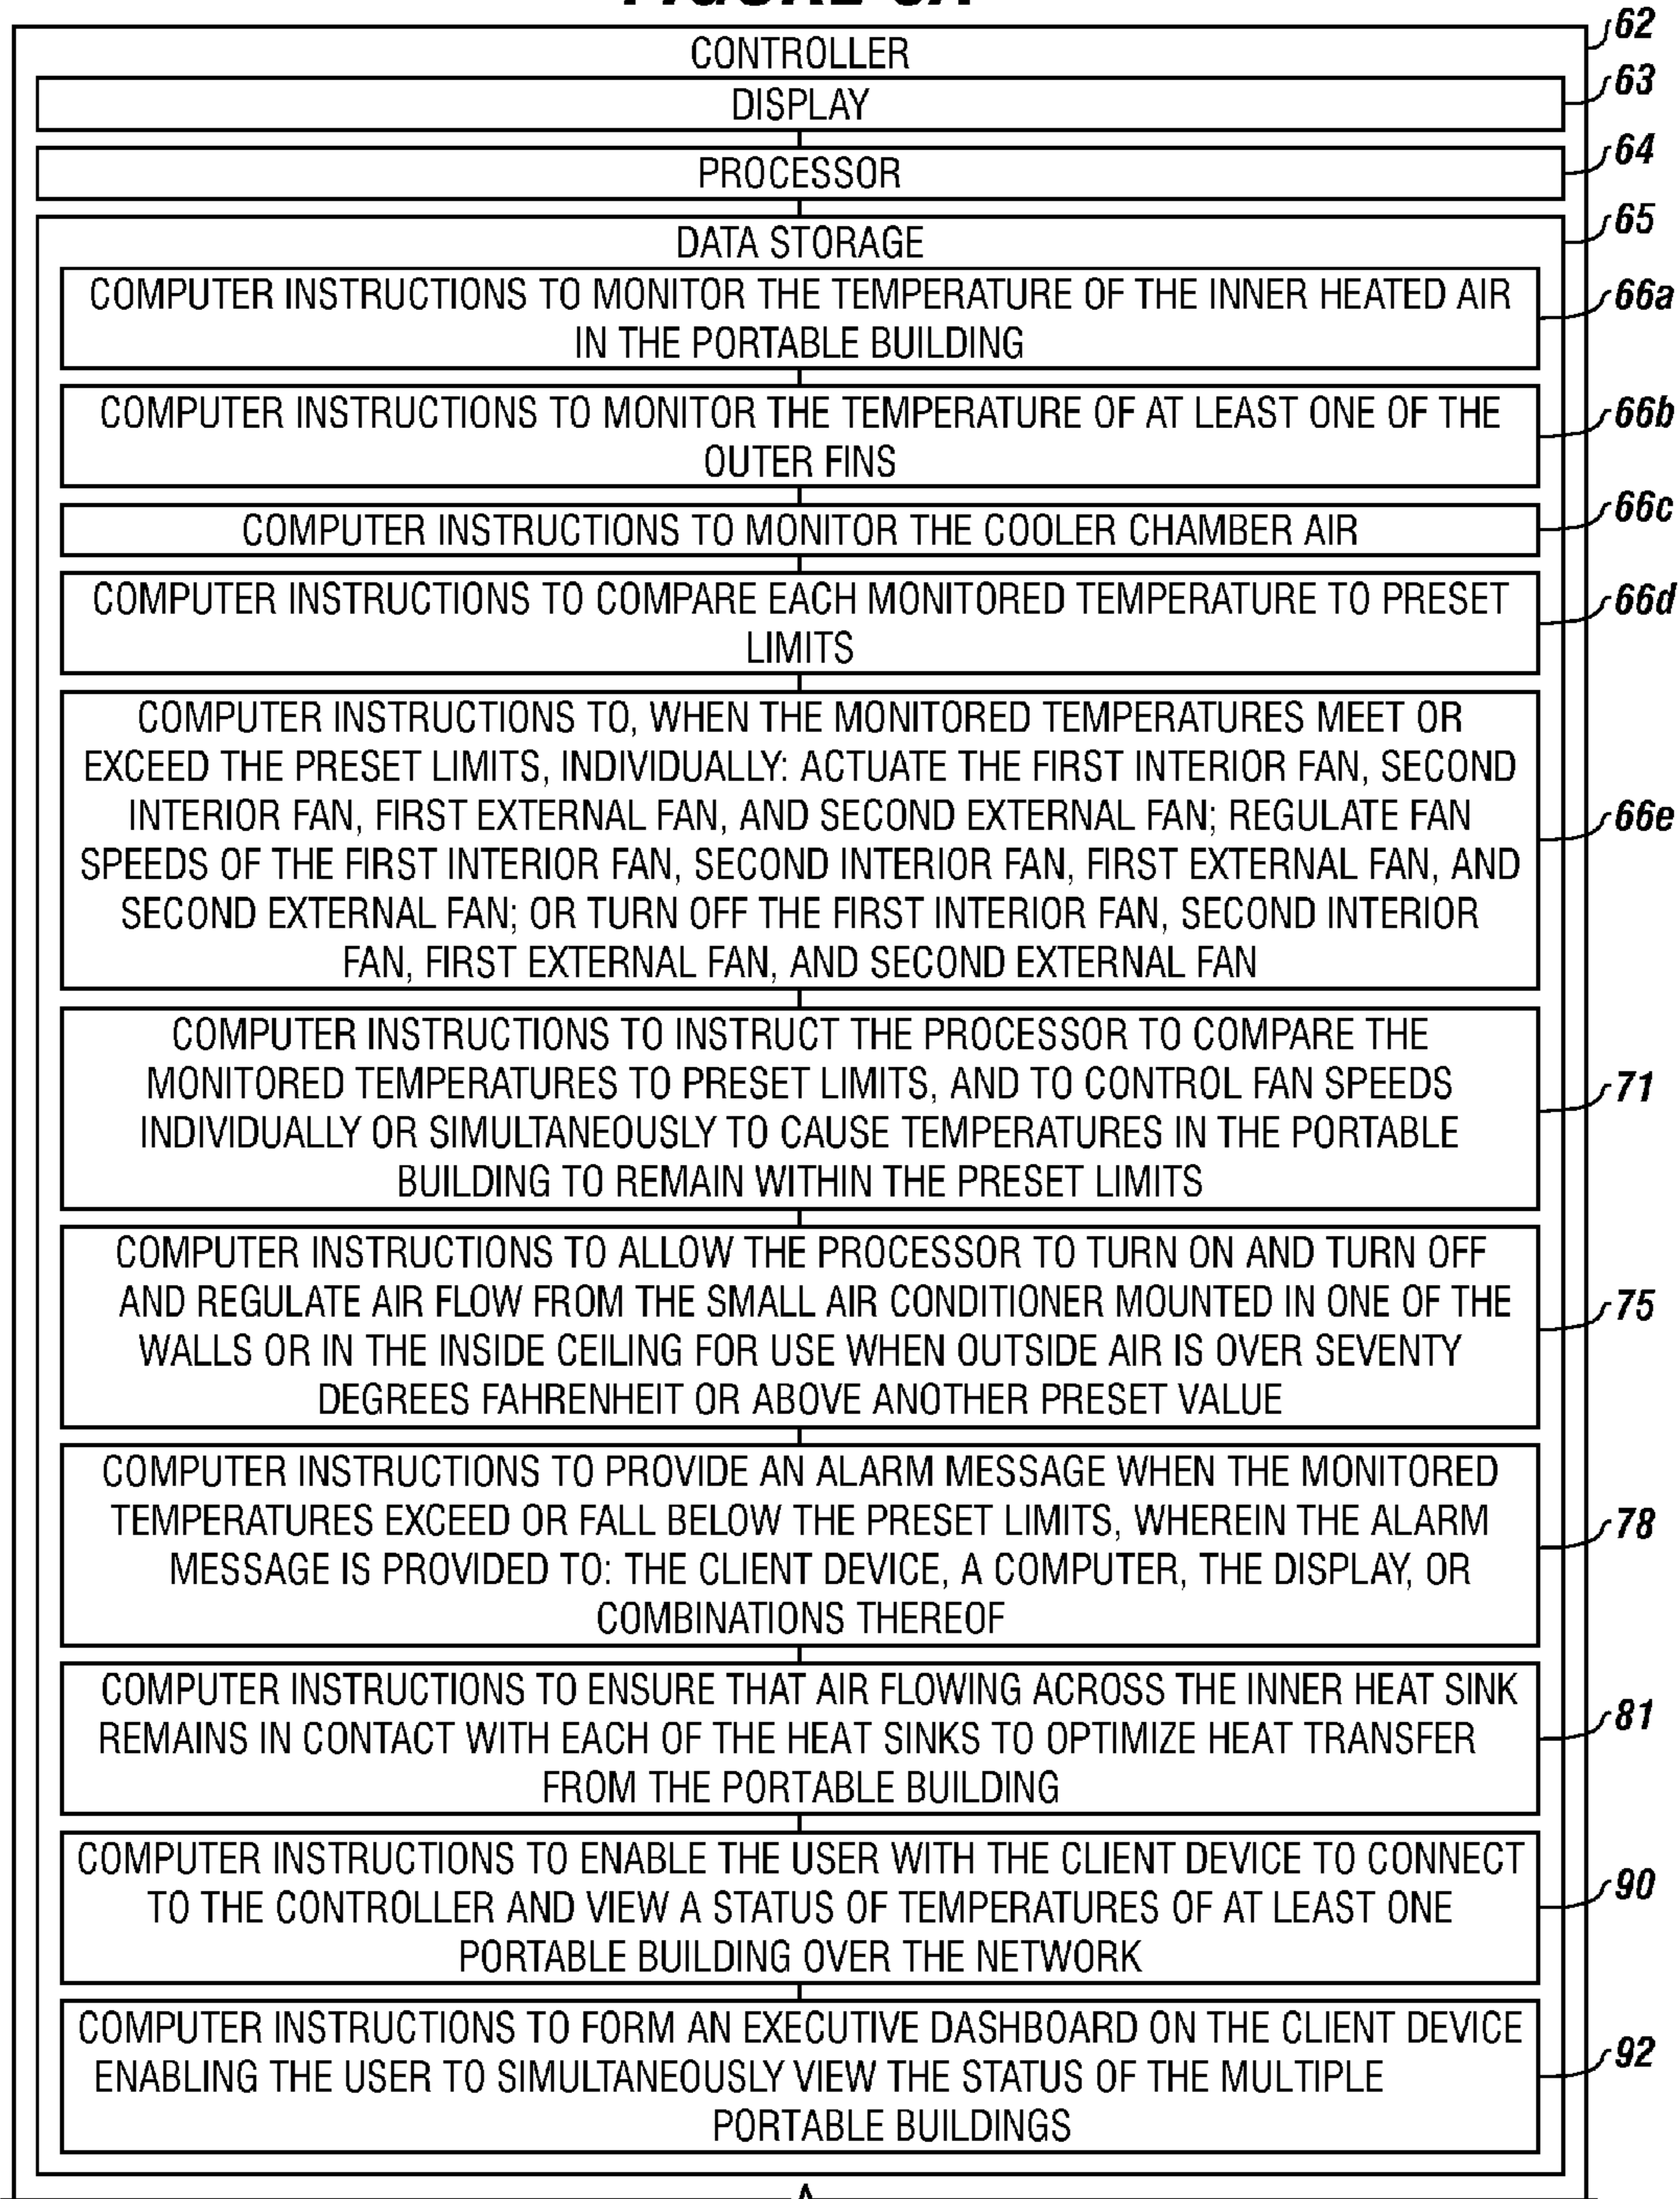 CONTROLLER
62
DISPLAY
63
PROCESSOR
64
DATA STORAGE
65
COMPUTER INSTRUCTIONS TO MONITOR THE TEMPERATURE OF THE INNER HEATED AIR
IN THE PORTABLE BUILDING
66a
COMPUTER INSTRUCTIONS TO MONITOR THE TEMPERATURE OF AT LEAST ONE OF THE
OUTER FINS
66b
COMPUTER INSTRUCTIONS TO MONITOR THE COOLER CHAMBER AIR
66c
COMPUTER INSTRUCTIONS TO COMPARE EACH MONITORED TEMPERATURE TO PRESET
LIMITS
66d
COMPUTER INSTRUCTIONS TO, WHEN THE MONITORED TEMPERATURES MEET OR
EXCEED THE PRESET LIMITS, INDIVIDUALLY: ACTUATE THE FIRST INTERIOR FAN, SECOND
INTERIOR FAN, FIRST EXTERNAL FAN, AND SECOND EXTERNAL FAN; REGULATE FAN
SPEEDS OF THE FIRST INTERIOR FAN, SECOND INTERIOR FAN, FIRST EXTERNAL FAN, AND
SECOND EXTERNAL FAN; OR TURN OFF THE FIRST INTERIOR FAN, SECOND INTERIOR
FAN, FIRST EXTERNAL FAN, AND SECOND EXTERNAL FAN
66e
COMPUTER INSTRUCTIONS TO INSTRUCT THE PROCESSOR TO COMPARE THE
MONITORED TEMPERATURES TO PRESET LIMITS, AND TO CONTROL FAN SPEEDS
INDIVIDUALLY OR SIMULTANEOUSLY TO CAUSE TEMPERATURES IN THE PORTABLE
BUILDING TO REMAIN WITHIN THE PRESET LIMITS
71
COMPUTER INSTRUCTIONS TO ALLOW THE PROCESSOR TO TURN ON AND TURN OFF
AND REGULATE AIR FLOW FROM THE SMALL AIR CONDITIONER MOUNTED IN ONE OF THE
WALLS OR IN THE INSIDE CEILING FOR USE WHEN OUTSIDE AIR IS OVER SEVENTY
DEGREES FAHRENHEIT OR ABOVE ANOTHER PRESET VALUE
75
COMPUTER INSTRUCTIONS TO PROVIDE AN ALARM MESSAGE WHEN THE MONITORED
TEMPERATURES EXCEED OR FALL BELOW THE PRESET LIMITS, WHEREIN THE ALARM
MESSAGE IS PROVIDED TO: THE CLIENT DEVICE, A COMPUTER, THE DISPLAY, OR
COMBINATIONS THEREOF
78
COMPUTER INSTRUCTIONS TO ENSURE THAT AIR FLOWING ACROSS THE INNER HEAT SINK
REMAINS IN CONTACT WITH EACH OF THE HEAT SINKS TO OPTIMIZE HEAT TRANSFER
FROM THE PORTABLE BUILDING
81
COMPUTER INSTRUCTIONS TO ENABLE THE USER WITH THE CLIENT DEVICE TO CONNECT
TO THE CONTROLLER AND VIEW A STATUS OF TEMPERATURES OF AT LEAST ONE
PORTABLE BUILDING OVER THE NETWORK
90
COMPUTER INSTRUCTIONS TO FORM AN EXECUTIVE DASHBOARD ON THE CLIENT DEVICE
ENABLING THE USER TO SIMULTANEOUSLY VIEW THE STATUS OF THE MULTIPLE
PORTABLE BUILDINGS
92